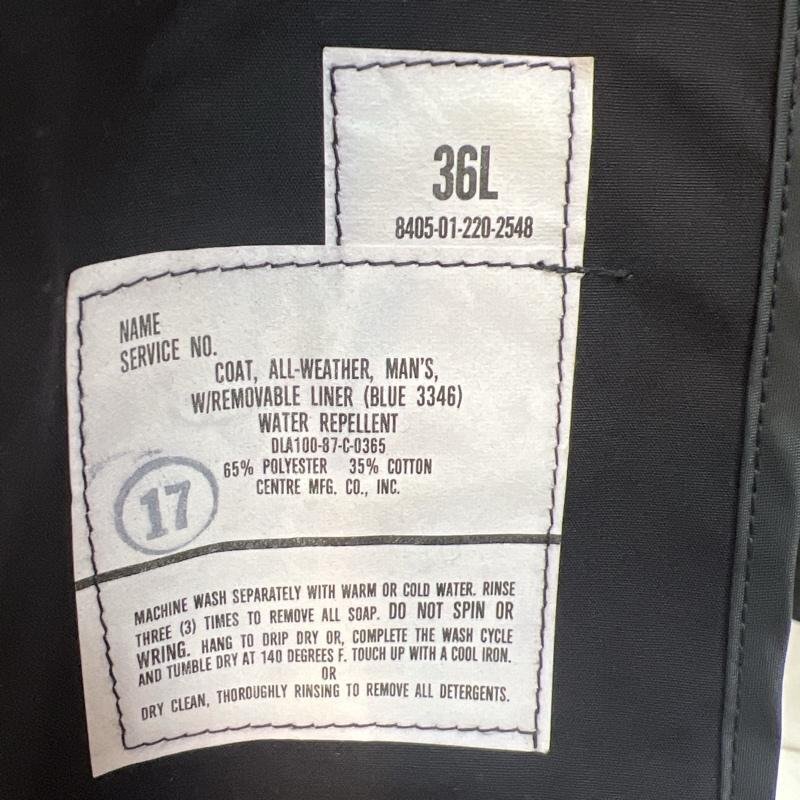 36L
8405-01-220-2548
NAME
SERVICE NO.
COAT, ALL-WEATHER, MAN'S,
W/REMOVABLE LINER (BLUE 3346)
WATER REPELLENT
DLA100-87-C-0365
65% POLYESTER 35% COTTON
CENTRE MFG. CO., INC.
17
MACHINE WASH SEPARATELY WITH WARM OR COLD WATER. RINSE
THREE (3) TIMES TO REMOVE ALL SOAP. DO NOT SPIN OR
WRING. HANG TO DRIP DRY OR, COMPLETE THE WASH CYCLE
AND TUMBLE DRY AT 140 DEGREES F. TOUCH UP WITH A COOL IRON.
OR
DRY CLEAN, THOROUGHLY RINSING TO REMOVE ALL DETERGENTS.